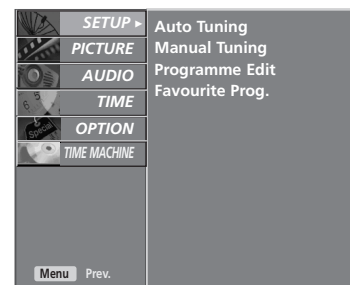 SETUP ►
PICTURE
AUDIO
TIME
OPTION
TIME MACHINE
Auto Tuning
Manual Tuning
Programme Edit
Favourite Prog.
Menu Prev.